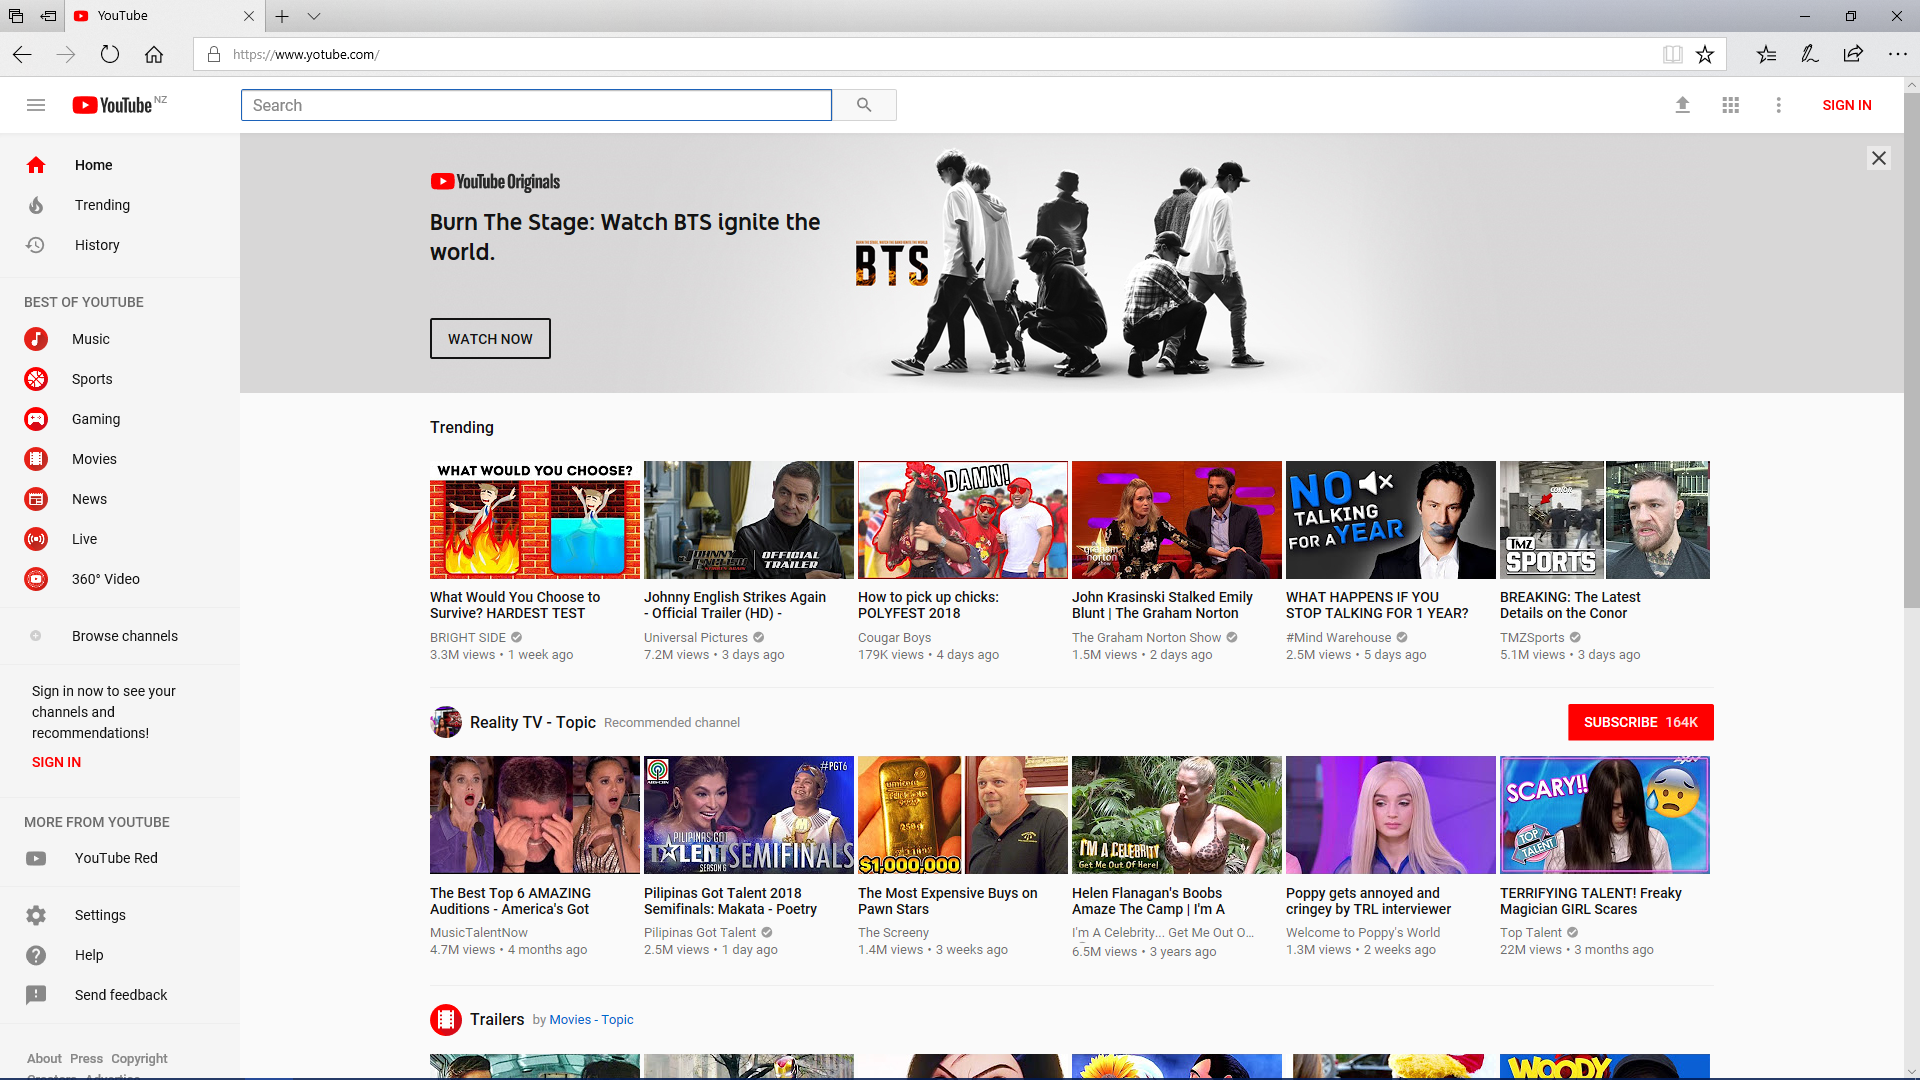 YouTube
https://www.yotube.com/
YouTube NZ
Search
SIGN IN
Home
Trending
History
BEST OF YOUTUBE
Music
Sports
Gaming
Movies
News
Live
360° Video
Browse channels
Sign in now to see your
channels and
recommendations!
SIGN IN
MORE FROM YOUTUBE
YouTube Red
Settings
Help
Send feedback
About Press Copyright
YouTube Originals
Burn The Stage: Watch BTS ignite the
world.
WATCH NOW
BTS
Trending
WHAT WOULD YOU CHOOSE?
What Would You Choose to
Survive? HARDEST TEST
BRIGHT SIDE
3.3M views • 1 week ago
JOHNNY
ENGLISH
OFFICIAL
TRAILER
Johnny English Strikes Again
- Official Trailer (HD) -
Universal Pictures
7.2M views • 3 days ago
DAMN!
How to pick up chicks:
POLYFEST 2018
Cougar Boys
179K views • 4 days ago
the
graham
norton
show
John Krasinski Stalked Emily
Blunt | The Graham Norton
The Graham Norton Show
1.5M views • 2 days ago
NO
TALKING
FOR A YEAR
WHAT HAPPENS IF YOU
STOP TALKING FOR 1 YEAR?
#Mind Warehouse
2.5M views • 5 days ago
CONOR
TMZ
SPORTS
BREAKING: The Latest
Details on the Conor
TMZSports
5.1M views • 3 days ago
Reality TV - Topic Recommended channel
SUBSCRIBE 164K
The Best Top 6 AMAZING
Auditions - America's Got
MusicTalentNow
4.7M views • 4 months ago
ABS-CBN
#PGT6
PILIPINAS GOT
TALENT SEMIFINALS
SEASON 6
Pilipinas Got Talent 2018
Semifinals: Makata - Poetry
Pilipinas Got Talent
2.5M views • 1 day ago
umicore
250g
$1,000,000
The Most Expensive Buys on
Pawn Stars
The Screeny
1.4M views • 3 weeks ago
I'M A CELEBRITY
Get Me Out Of Here!
Helen Flanagan's Boobs
Amaze The Camp | I'm A
I'm A Celebrity... Get Me Out O...
6.5M views • 3 years ago
Poppy gets annoyed and
cringey by TRL interviewer
Welcome to Poppy's World
1.3M views • 2 weeks ago
SCARY!!
TOP
TALENT
TERRIFYING TALENT! Freaky
Magician GIRL Scares
Top Talent
22M views • 3 months ago
Trailers by Movies - Topic
WOODY